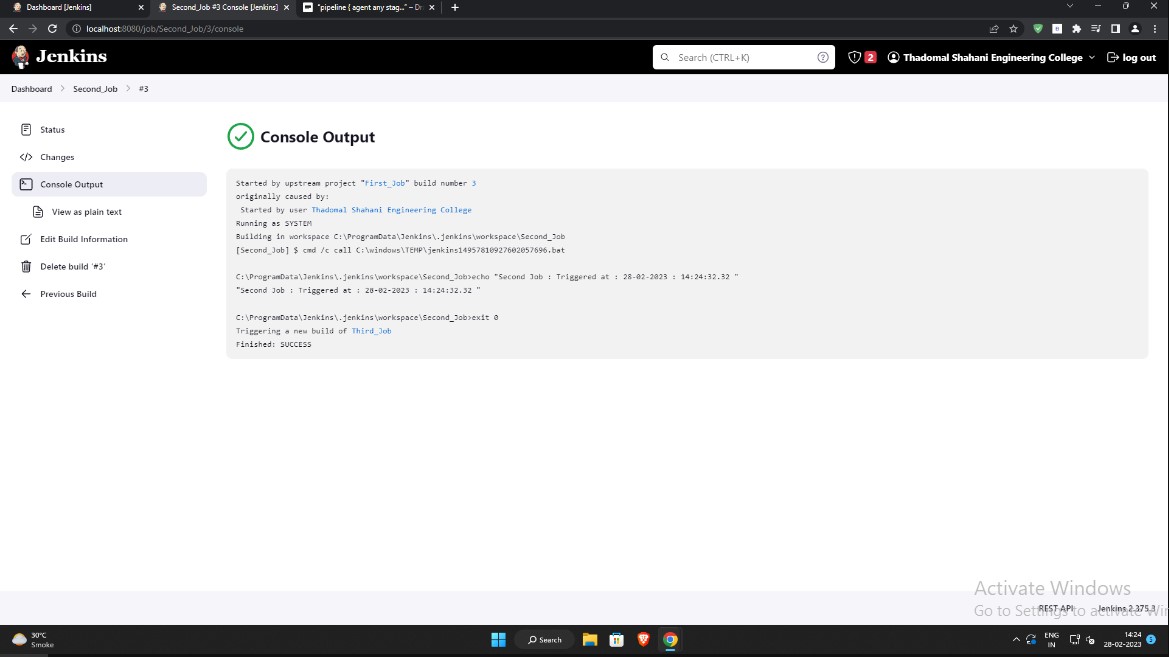 Dashboard [Jenkins]
Second_Job #3 Console [Jenkins]
"pipeline { agent any stag..." – Dr
localhost:8080/job/Second_Job/3/console
Jenkins
Search (CTRL+K)
2
Thadomal Shahani Engineering College
log out
Dashboard
Second_Job
#3
Status
Changes
Console Output
View as plain text
Edit Build Information
Delete build '#3'
Previous Build
Console Output
Started by upstream project "First_Job" build number 3
originally caused by:
Started by user Thadomal Shahani Engineering College
Running as SYSTEM
Building in workspace C:\ProgramData\Jenkins\.jenkins\workspace\Second_Job
[Second_Job] $ cmd /c call C:\windows\TEMP\jenkins14957810927602057696.bat
C:\ProgramData\Jenkins\.jenkins\workspace\Second_Job>echo "Second Job : Triggered at : 28-02-2023 : 14:24:32.32 "
"Second Job : Triggered at : 28-02-2023 : 14:24:32.32 "
C:\ProgramData\Jenkins\.jenkins\workspace\Second_Job>exit 0
Triggering a new build of Third_Job
Finished: SUCCESS
Activate Windows
Go to Settings to activate Win
REST API
Jenkins 2.375.3
30°C
Smoke
Search
ENG
IN
14:24
28-02-2023